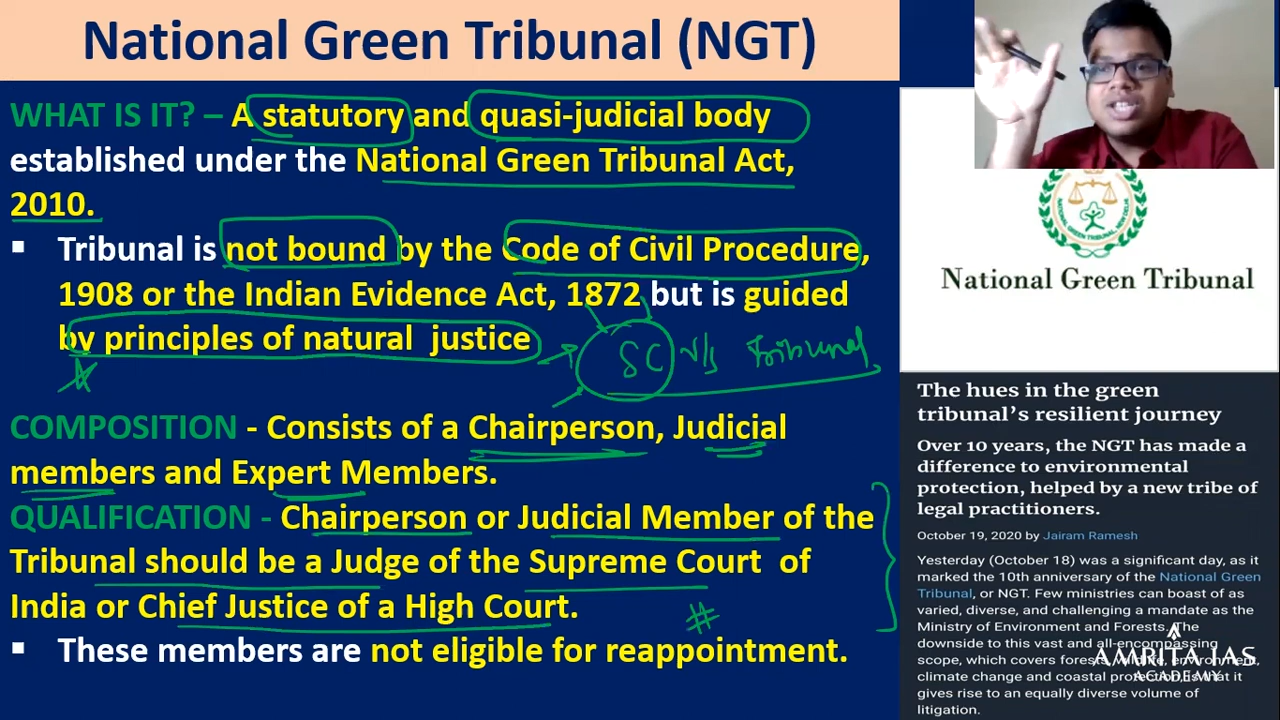 National Green Tribunal (NGT)
WHAT IS IT? – A statutory and quasi-judicial body
established under the National Green Tribunal Act,
2010.
▪ Tribunal is not bound by the Code of Civil Procedure,
1908 or the Indian Evidence Act, 1872 but is guided
by principles of natural justice
SC v/s Tribunal
COMPOSITION - Consists of a Chairperson, Judicial
members and Expert Members.
QUALIFICATION - Chairperson or Judicial Member of the
Tribunal should be a Judge of the Supreme Court of
India or Chief Justice of a High Court.
#
▪ These members are not eligible for reappointment.
National Green Tribunal
The hues in the green
tribunal's resilient journey
Over 10 years, the NGT has made a
difference to environmental
protection, helped by a new tribe of
legal practitioners.
October 19, 2020 by Jairam Ramesh
Yesterday (October 18) was a significant day, as it
marked the 10th anniversary of the National Green
Tribunal, or NGT. Few ministries can boast of as
varied, diverse, and challenging a mandate as the
Ministry of Environment and Forests. The
downside to this vast and all-encompassing
scope, which covers forests, wildlife, environment,
climate change and coastal protection, is that it
gives rise to an equally diverse volume of
litigation.
AMRITA IAS
ACADEMY